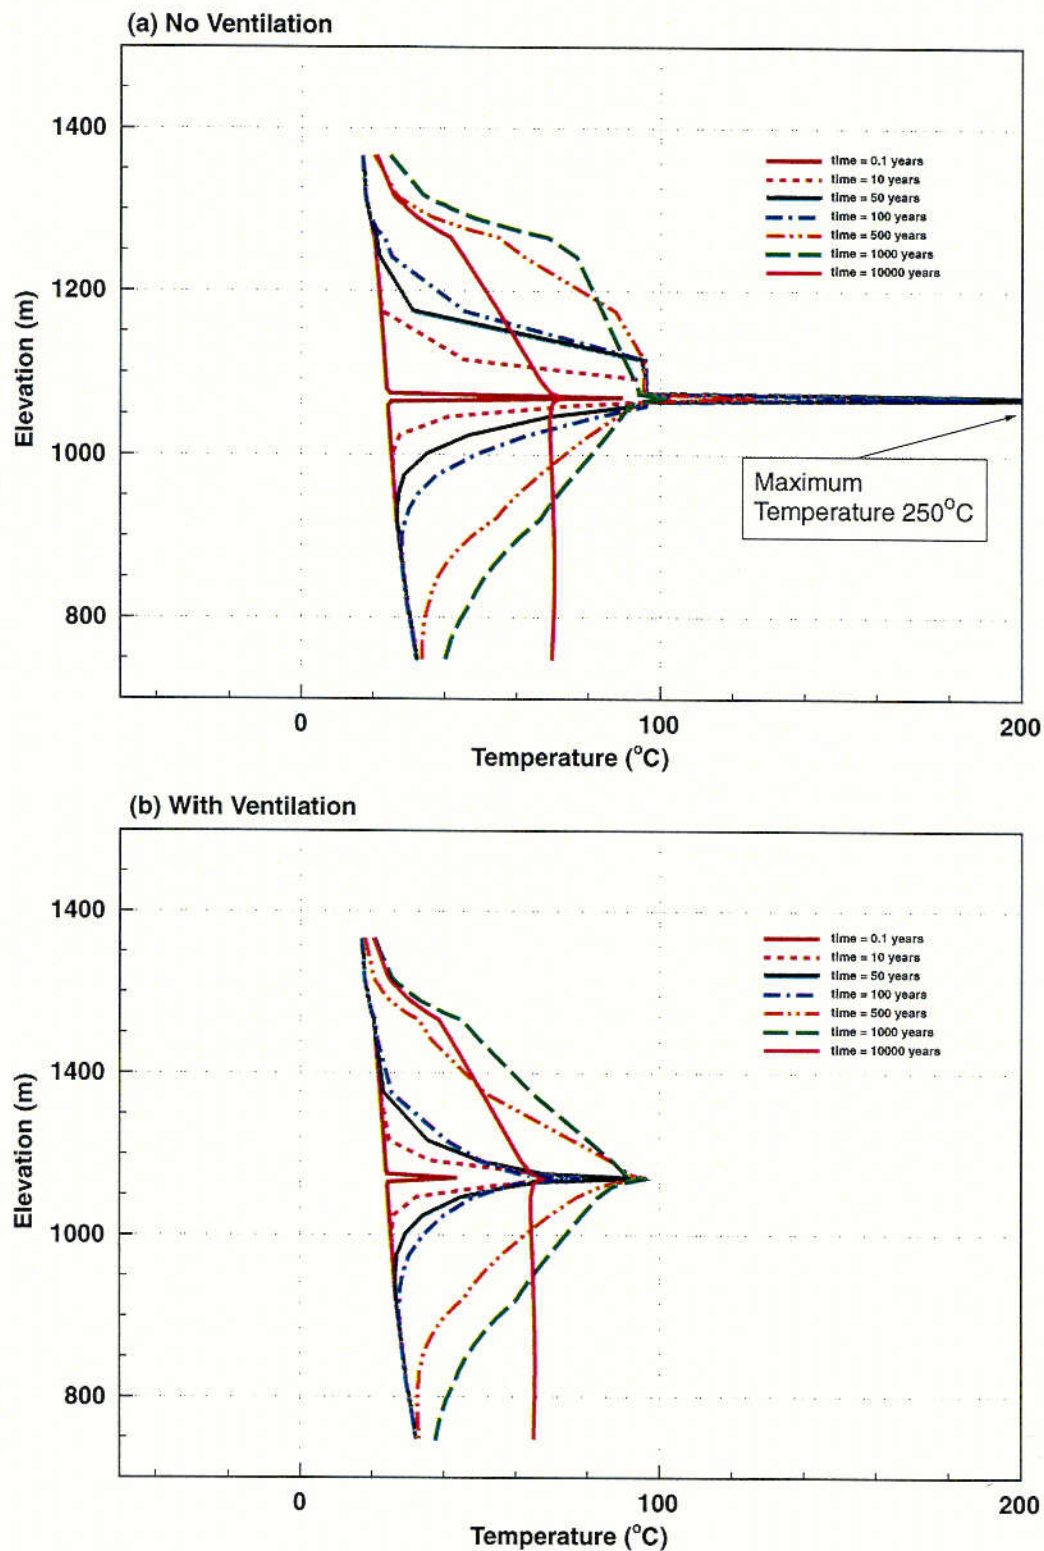 (a) No Ventilation
1400
1200
1000
800
Elevation (m)
time = 0.1 years
time = 10 years
time = 50 years
time = 100 years
time = 500 years
time = 1000 years
time = 10000 years
Maximum
Temperature 250°C
0
100
200
Temperature (°C)
(b) With Ventilation
1400
1400
1000
800
Elevation (m)
time = 0.1 years
time = 10 years
time = 50 years
time = 100 years
time = 500 years
time = 1000 years
time = 10000 years
0
100
200
Temperature (°C)